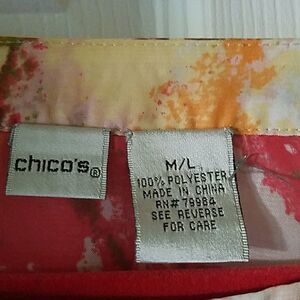 chico's®
M/L
100% POLYESTER
MADE IN CHINA
RN# 79984
SEE REVERSE
FOR CARE